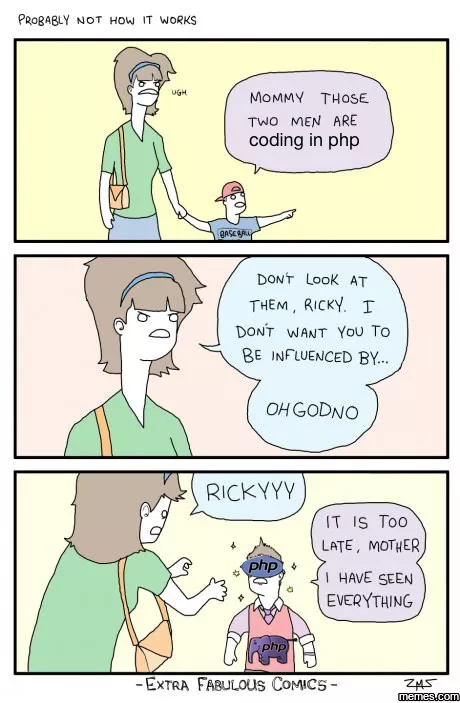 PROBABLY NOT HOW IT WORKS
UGH
MOMMY THOSE
TWO MEN ARE
coding in php
BASEBALL
DON'T LOOK AT
THEM, RICKY. I
DON'T WANT YOU TO
BE INFLUENCED BY...
OHGODNO
RICKYYY
IT IS TOO
LATE, MOTHER
I HAVE SEEN
EVERYTHING
php
php
-EXTRA FABULOUS COMICS-
ZMS
memes.com